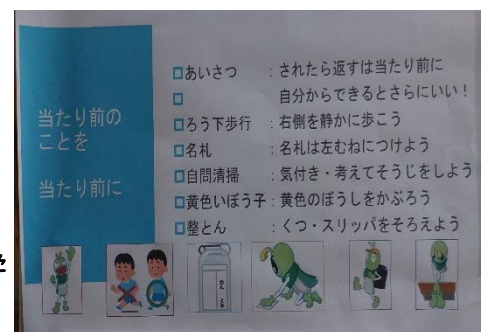 当たり前の
ことを
当たり前に
□あいさつ ：されたら返すは当たり前に
□ 自分からできるとさらにいい！
□ろう下歩行：右側を静かに歩こう
□名札 ：名札は左むねにつけよう
□自問清掃 ：気付き・考えてそうじをしよう
□黄色いぼう子：黄色のぼうしをかぶろう
□整とん ：くつ・スリッパをそろえよう